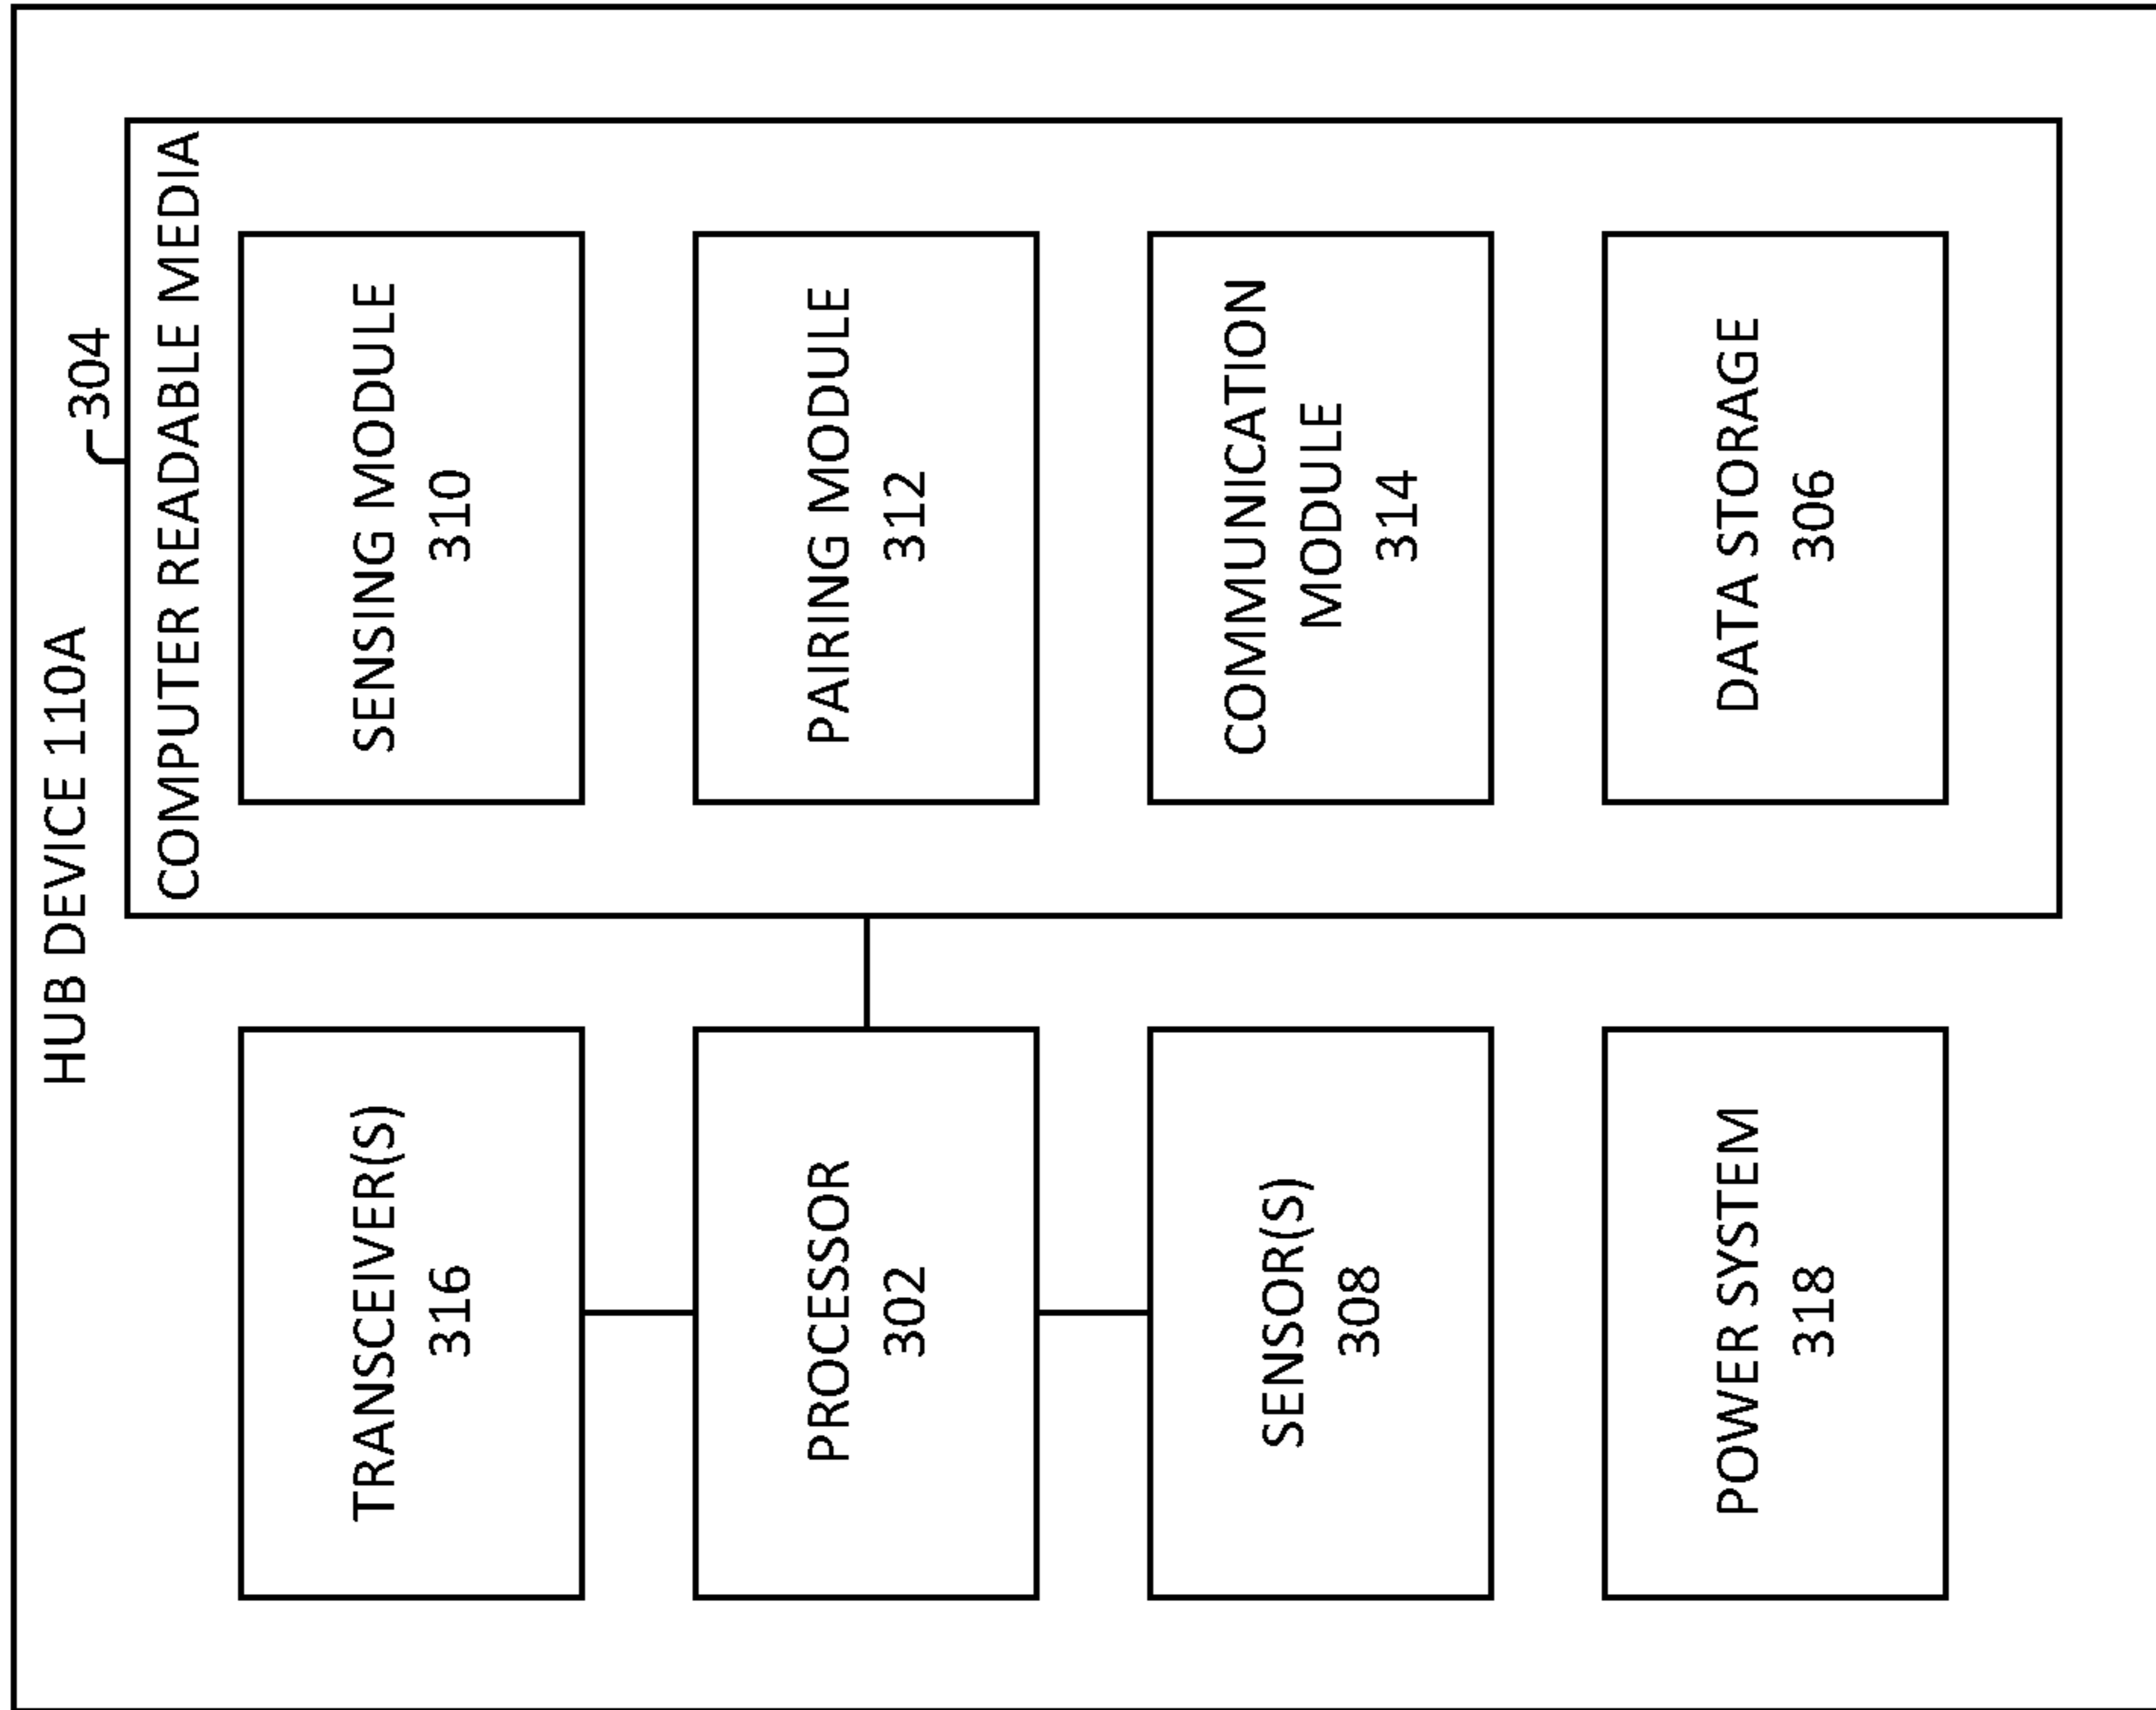 HUB DEVICE 110A
304
COMPUTER READABLE MEDIA
TRANSCEIVER(S)
316
SENSING MODULE
310
PROCESSOR
302
PAIRING MODULE
312
SENSOR(S)
308
COMMUNICATION
MODULE
314
POWER SYSTEM
318
DATA STORAGE
306